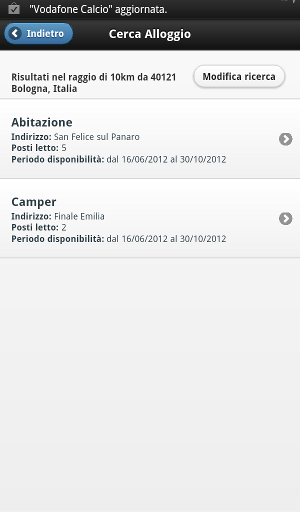 "Vodafone Calcio" aggiornata.
Indietro
Cerca Alloggio
Risultati nel raggio di 10km da 40121
Bologna, Italia
Modifica ricerca
Abitazione
Indirizzo: San Felice sul Panaro
Posti letto: 5
Periodo disponibilità: dal 16/06/2012 al 30/10/2012
Camper
Indirizzo: Finale Emilia
Posti letto: 2
Periodo disponibilità: dal 16/06/2012 al 30/10/2012